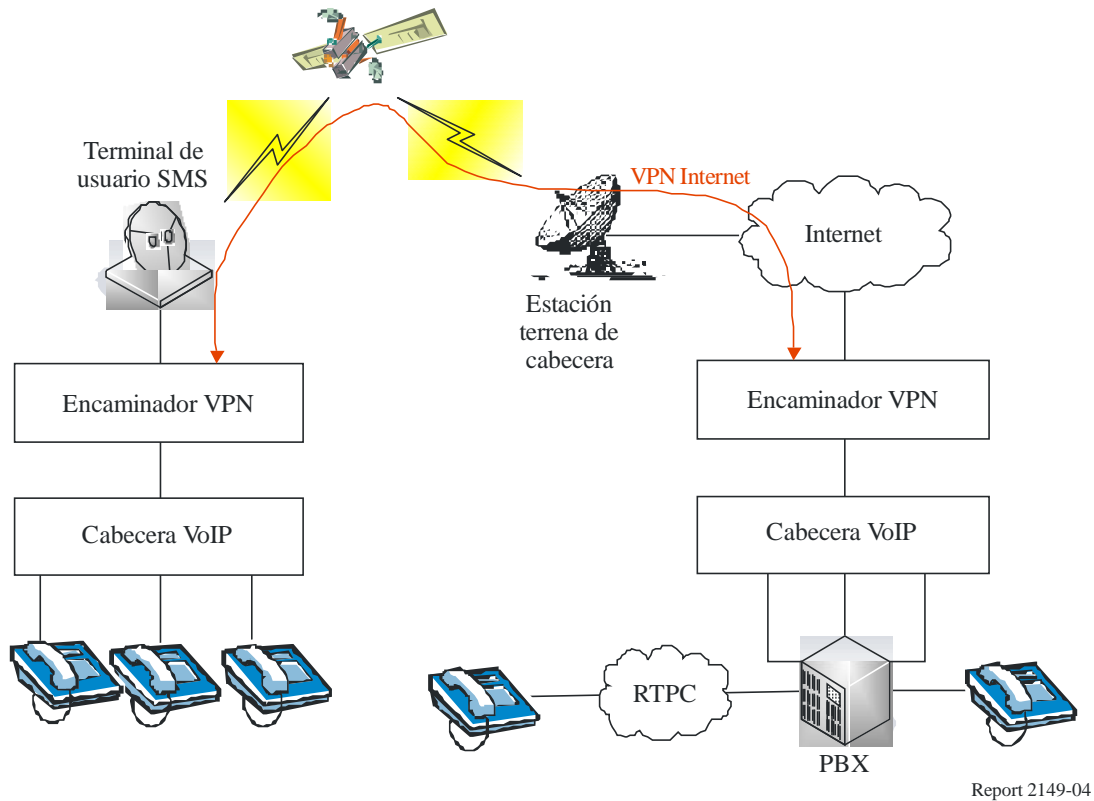 Terminal de
usuario SMS
VPN Internet
Internet
Estación
terrena de
cabecera
Encaminador VPN
Encaminador VPN
Cabecera VoIP
Cabecera VoIP
RTPC
PBX
Report 2149-04